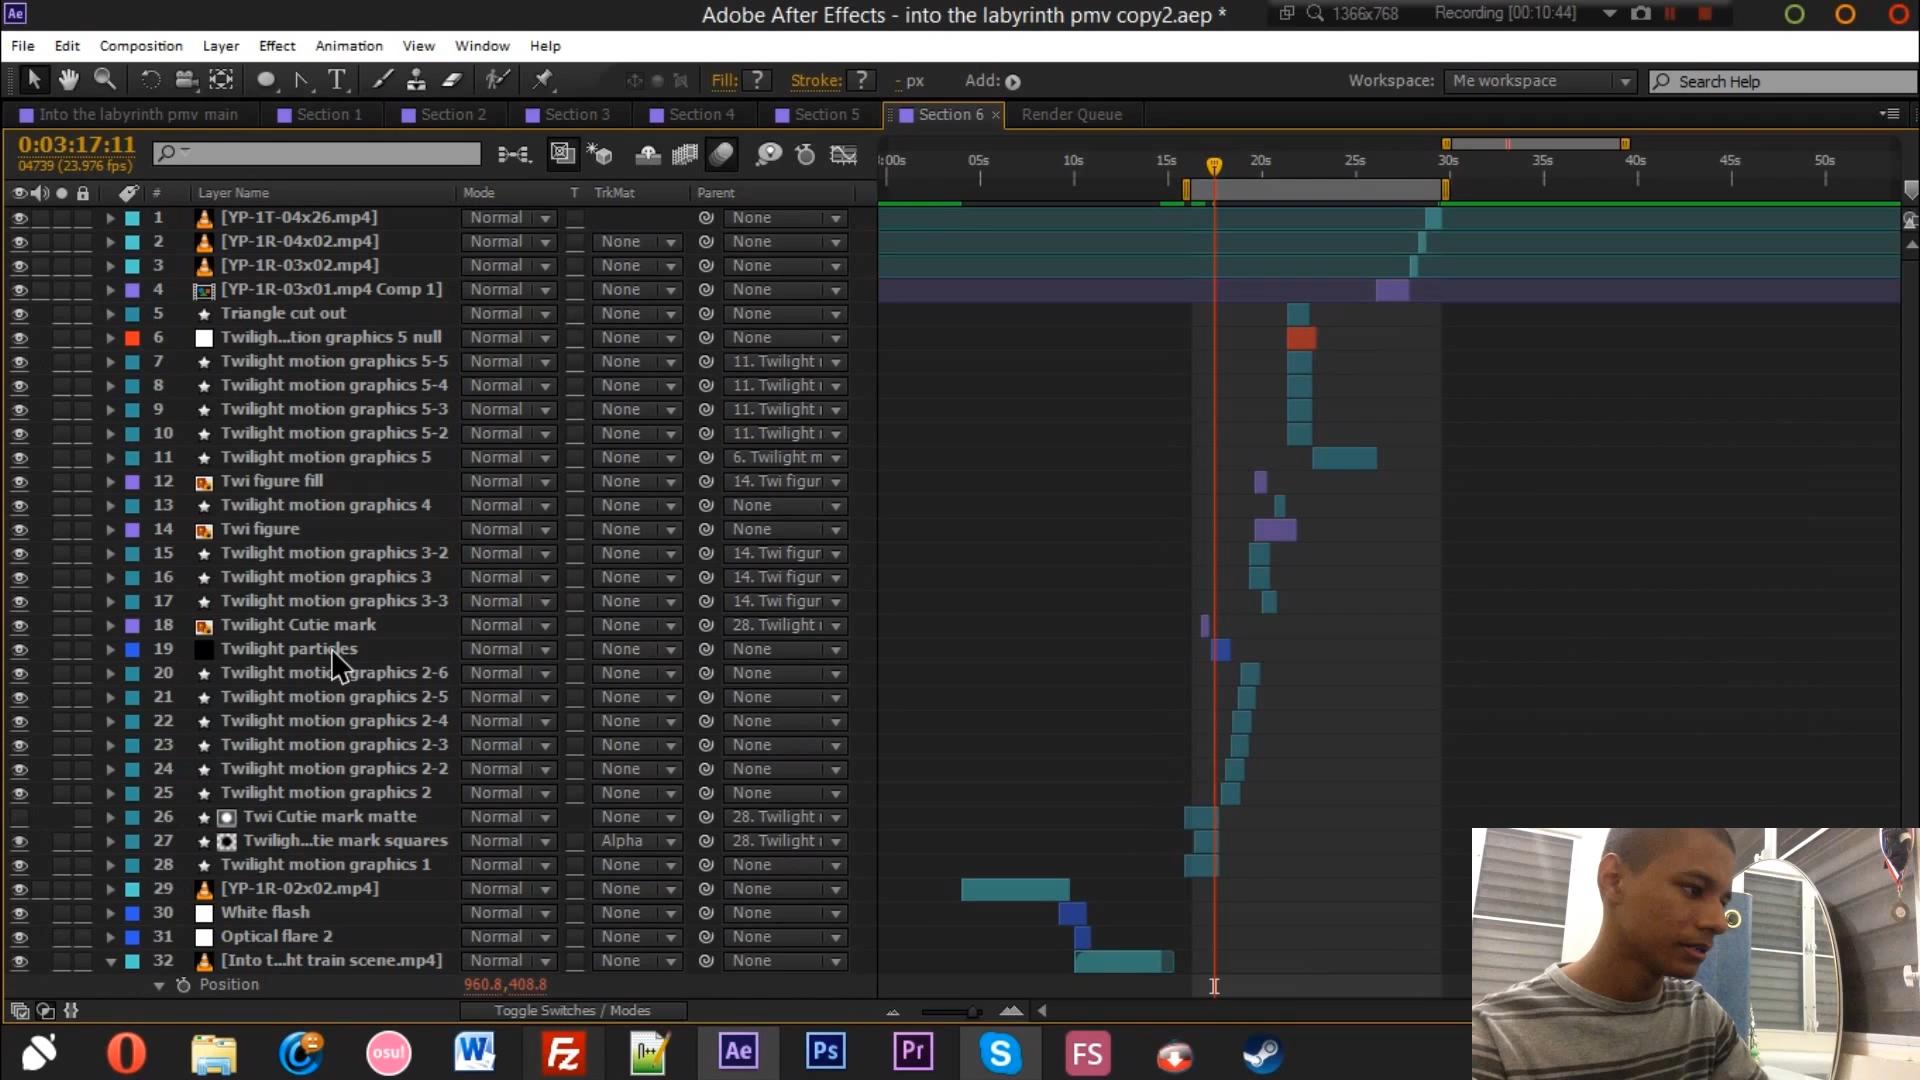 Ae Adobe After Effects - into the labyrinth pmv copy2.aep * 1366x768 Recording [00:10:44]
File Edit Composition Layer Effect Animation View Window Help
T Fill: ? Stroke: ? - px Add: Workspace: Me workspace Search Help
Into the labyrinth pmv main Section 1 Section 2 Section 3 Section 4 Section 5 Section 6 × Render Queue
0:03:17:11
04739 (23.976 fps)
:00s 05s 10s 15s 20s 25s 30s 35s 40s 45s 50s
# Layer Name Mode T TrkMat Parent
1 [YP-1T-04x26.mp4] Normal None
2 [YP-1R-04x02.mp4] Normal None None
3 [YP-1R-03x02.mp4] Normal None None
4 [YP-1R-03x01.mp4 Comp 1] Normal None None
5 Triangle cut out Normal None None
6 Twiligh...tion graphics 5 null Normal None None
7 Twilight motion graphics 5-5 Normal None 11. Twilight
8 Twilight motion graphics 5-4 Normal None 11. Twilight
9 Twilight motion graphics 5-3 Normal None 11. Twilight
10 Twilight motion graphics 5-2 Normal None 11. Twilight
11 Twilight motion graphics 5 Normal None 6. Twilight m
12 Twi figure fill Normal None 14. Twi figur
13 Twilight motion graphics 4 Normal None None
14 Twi figure Normal None None
15 Twilight motion graphics 3-2 Normal None 14. Twi figur
16 Twilight motion graphics 3 Normal None 14. Twi figur
17 Twilight motion graphics 3-3 Normal None 14. Twi figur
18 Twilight Cutie mark Normal None 28. Twilight
19 Twilight particles Normal None None
20 Twilight motion graphics 2-6 Normal None None
21 Twilight motion graphics 2-5 Normal None None
22 Twilight motion graphics 2-4 Normal None None
23 Twilight motion graphics 2-3 Normal None None
24 Twilight motion graphics 2-2 Normal None None
25 Twilight motion graphics 2 Normal None None
26 Twi Cutie mark matte Normal None 28. Twilight
27 Twiligh...tie mark squares Normal Alpha 28. Twilight
28 Twilight motion graphics 1 Normal None None
29 [YP-1R-02x02.mp4] Normal None None
30 White flash Normal None None
31 Optical flare 2 Normal None None
32 [Into t...ht train scene.mp4] Normal None None
Position 960.8,408.8
Toggle Switches / Modes
osu! W Fz N++ Ae Ps Pr S FS